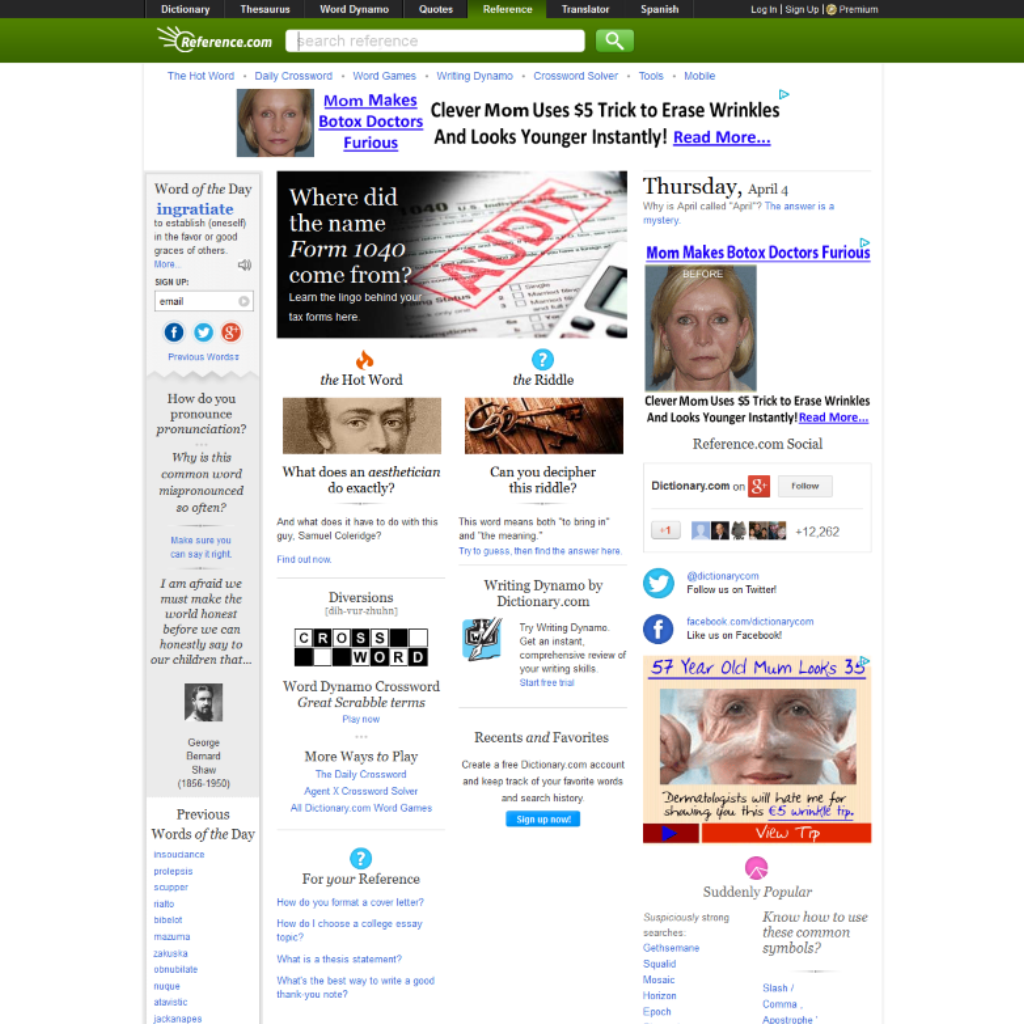 Dictionary Thesaurus Word Dynamo Quotes Reference Translator Spanish Log In | Sign Up | Premium
Reference.com search reference
The Hot Word • Daily Crossword • Word Games • Writing Dynamo • Crossword Solver • Tools • Mobile
Mom Makes
Botox Doctors
Furious
Clever Mom Uses $5 Trick to Erase Wrinkles
And Looks Younger Instantly! Read More...
Word of the Day
ingratiate
to establish (oneself)
in the favor or good
graces of others.
More...
SIGN UP:
email
Previous Words
How do you
pronounce
pronunciation?
Why is this
common word
mispronounced
so often?
Make sure you
can say it right.
I am afraid we
must make the
world honest
before we can
honestly say to
our children that...
George
Bernard
Shaw
(1856-1950)
Previous
Words of the Day
insouciance
prolepsis
scupper
rialto
bibelot
mazuma
zakuska
obnubilate
nuque
atavistic
jackanapes
Where did
the name
Form 1040
come from?
Learn the lingo behind your
tax forms here.
AUDIT
the Hot Word
What does an aesthetician
do exactly?
And what does it have to do with this
guy, Samuel Coleridge?
Find out now.
Diversions
[dih-vur-zhuhn]
CROSS
WORD
Word Dynamo Crossword
Great Scrabble terms
Play now
More Ways to Play
The Daily Crossword
Agent X Crossword Solver
All Dictionary.com Word Games
For your Reference
How do you format a cover letter?
How do I choose a college essay
topic?
What is a thesis statement?
What's the best way to write a good
thank-you note?
the Riddle
Can you decipher
this riddle?
This word means both "to bring in"
and "the meaning."
Try to guess, then find the answer here.
Writing Dynamo by
Dictionary.com
Try Writing Dynamo.
Get an instant,
comprehensive review of
your writing skills.
Start free trial
Recents and Favorites
Create a free Dictionary.com account
and keep track of your favorite words
and search history.
Sign up now!
Thursday, April 4
Why is April called "April"? The answer is a
mystery.
Mom Makes Botox Doctors Furious
BEFORE
Clever Mom Uses $5 Trick to Erase Wrinkles
And Looks Younger Instantly! Read More...
Reference.com Social
Dictionary.com on g+ Follow
+1 +12,262
@dictionarycom
Follow us on Twitter!
facebook.com/dictionarycom
Like us on Facebook!
57 Year Old Mum Looks 35
Dermatologists will hate me for
showing you this €5 wrinkle tip.
View Tip
Suddenly Popular
Suspiciously strong
searches:
Gethsemane
Squalid
Mosaic
Horizon
Epoch
Know how to use
these common
symbols?
Slash /
Comma ,
Apostrophe '